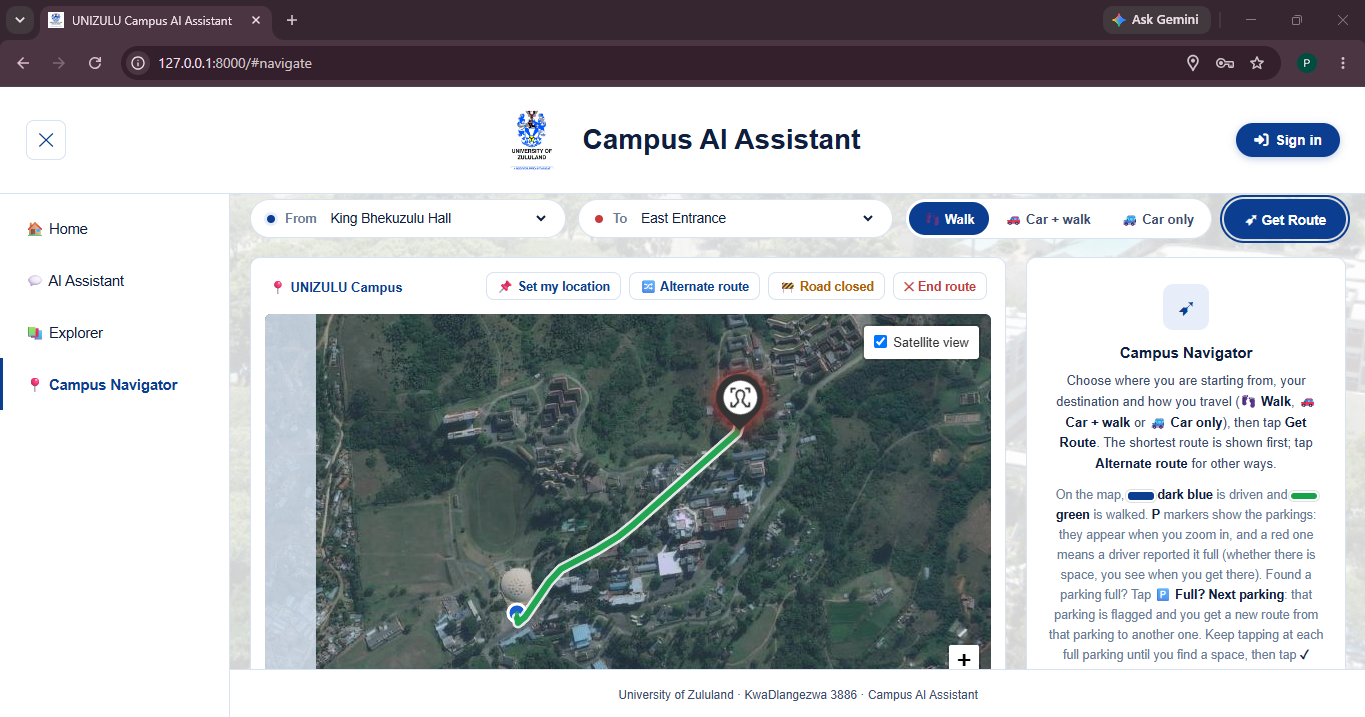 UNIZULU Campus AI Assistant
Ask Gemini
127.0.0.1:8000/#navigate
P
UNIVERSITY OF
ZULULAND
Campus AI Assistant
Sign in
Home
AI Assistant
Explorer
Campus Navigator
From King Bhekuzulu Hall
To East Entrance
Walk
Car + walk
Car only
Get Route
UNIZULU Campus
Set my location
Alternate route
Road closed
End route
Satellite view
+
Campus Navigator
Choose where you are starting from, your
destination and how you travel ( Walk,
Car + walk or Car only), then tap Get
Route. The shortest route is shown first; tap
Alternate route for other ways.
On the map, dark blue is driven and
green is walked. P markers show the parkings:
they appear when you zoom in, and a red one
means a driver reported it full (whether there is
space, you see when you get there). Found a
parking full? Tap P Full? Next parking: that
parking is flagged and you get a new route from
that parking to another one. Keep tapping at each
full parking until you find a space, then tap ✓
University of Zululand · KwaDlangezwa 3886 · Campus AI Assistant